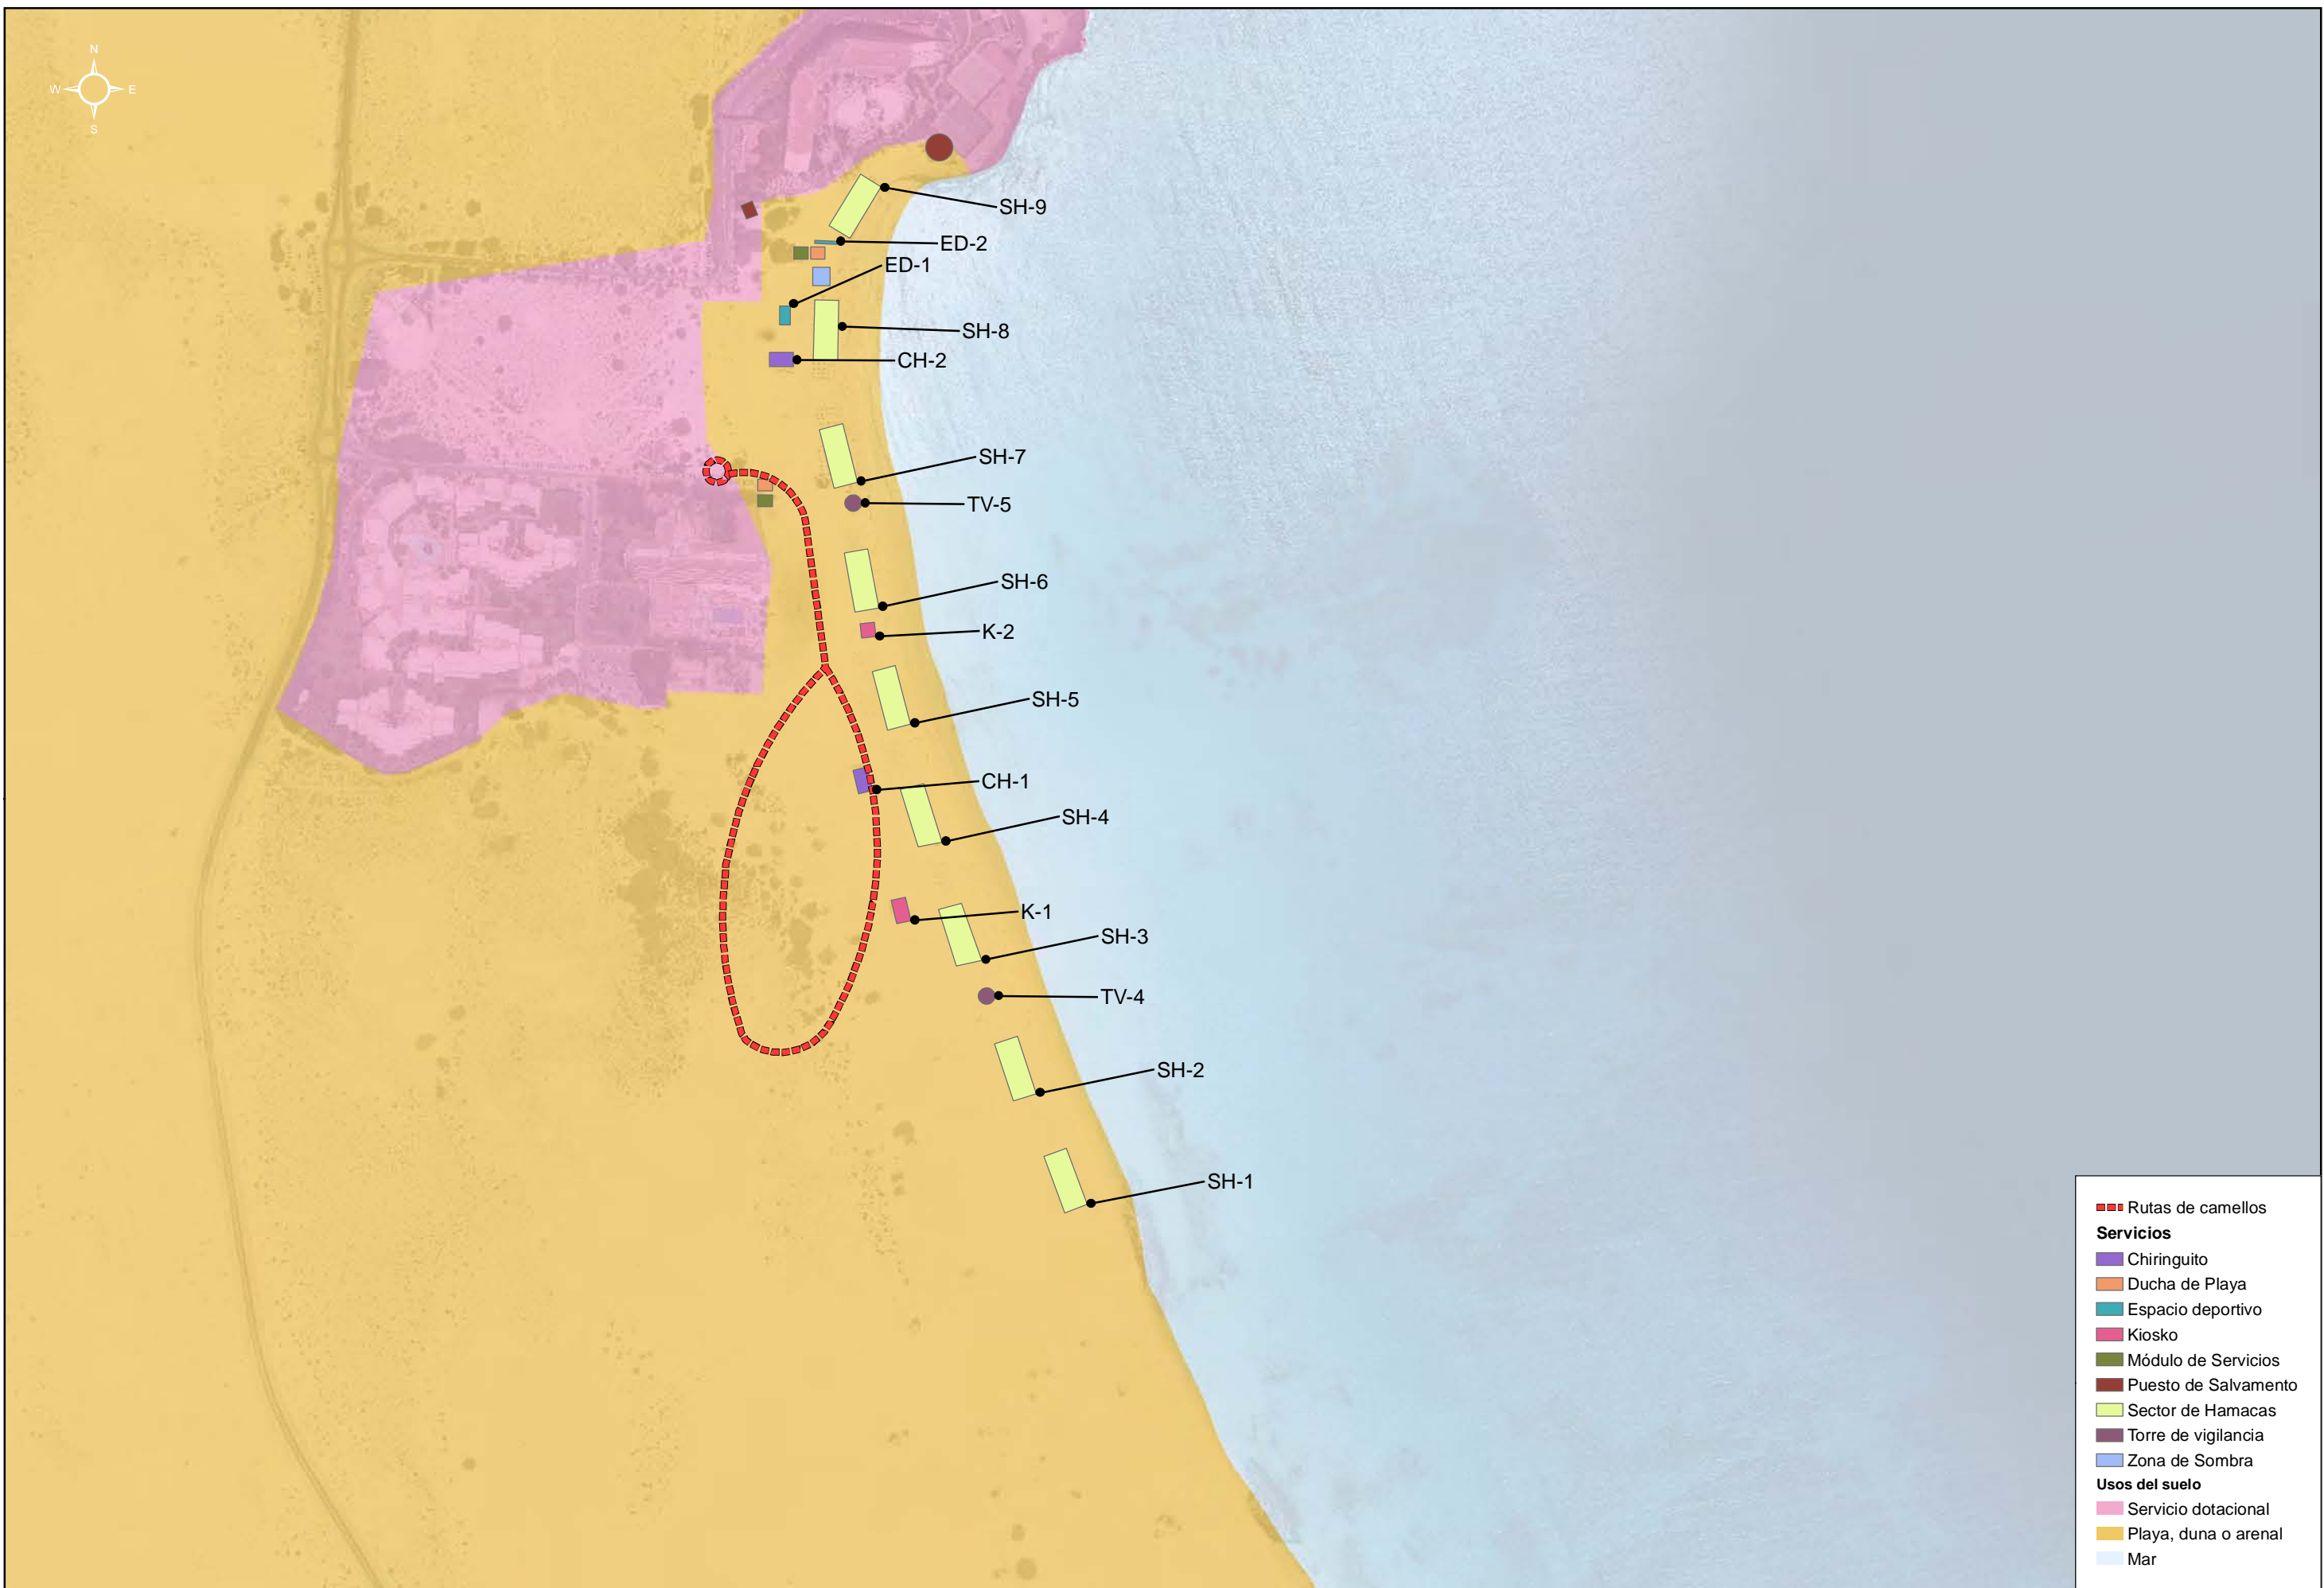 N
W E
S
SH-9
ED-2
ED-1
SH-8
CH-2
SH-7
TV-5
SH-6
K-2
SH-5
CH-1
SH-4
K-1
SH-3
TV-4
SH-2
SH-1
Rutas de camellos
Servicios
Chiringuito
Ducha de Playa
Espacio deportivo
Kiosko
Módulo de Servicios
Puesto de Salvamento
Sector de Hamacas
Torre de vigilancia
Zona de Sombra
Usos del suelo
Servicio dotacional
Playa, duna o arenal
Mar